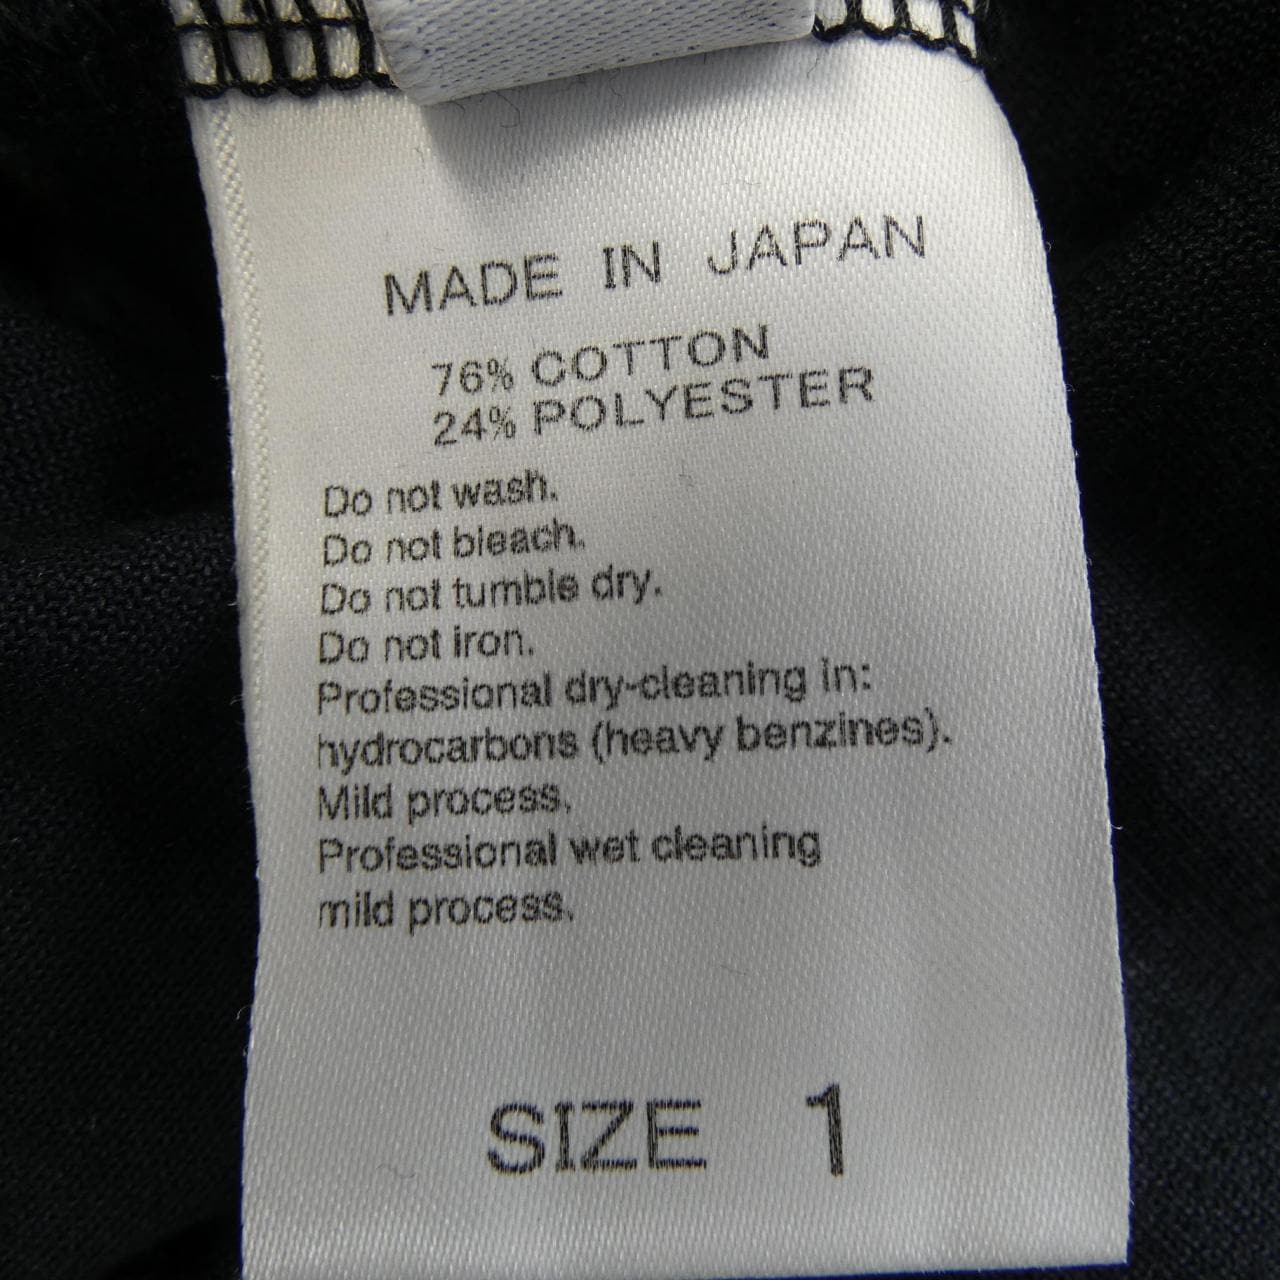 MADE IN JAPAN
76% COTTON
24% POLYESTER
Do not wash.
Do not bleach.
Do not tumble dry.
Do not iron.
Professional dry-cleaning in:
hydrocarbons (heavy benzines).
Mild process.
Professional wet cleaning
mild process.
SIZE 1